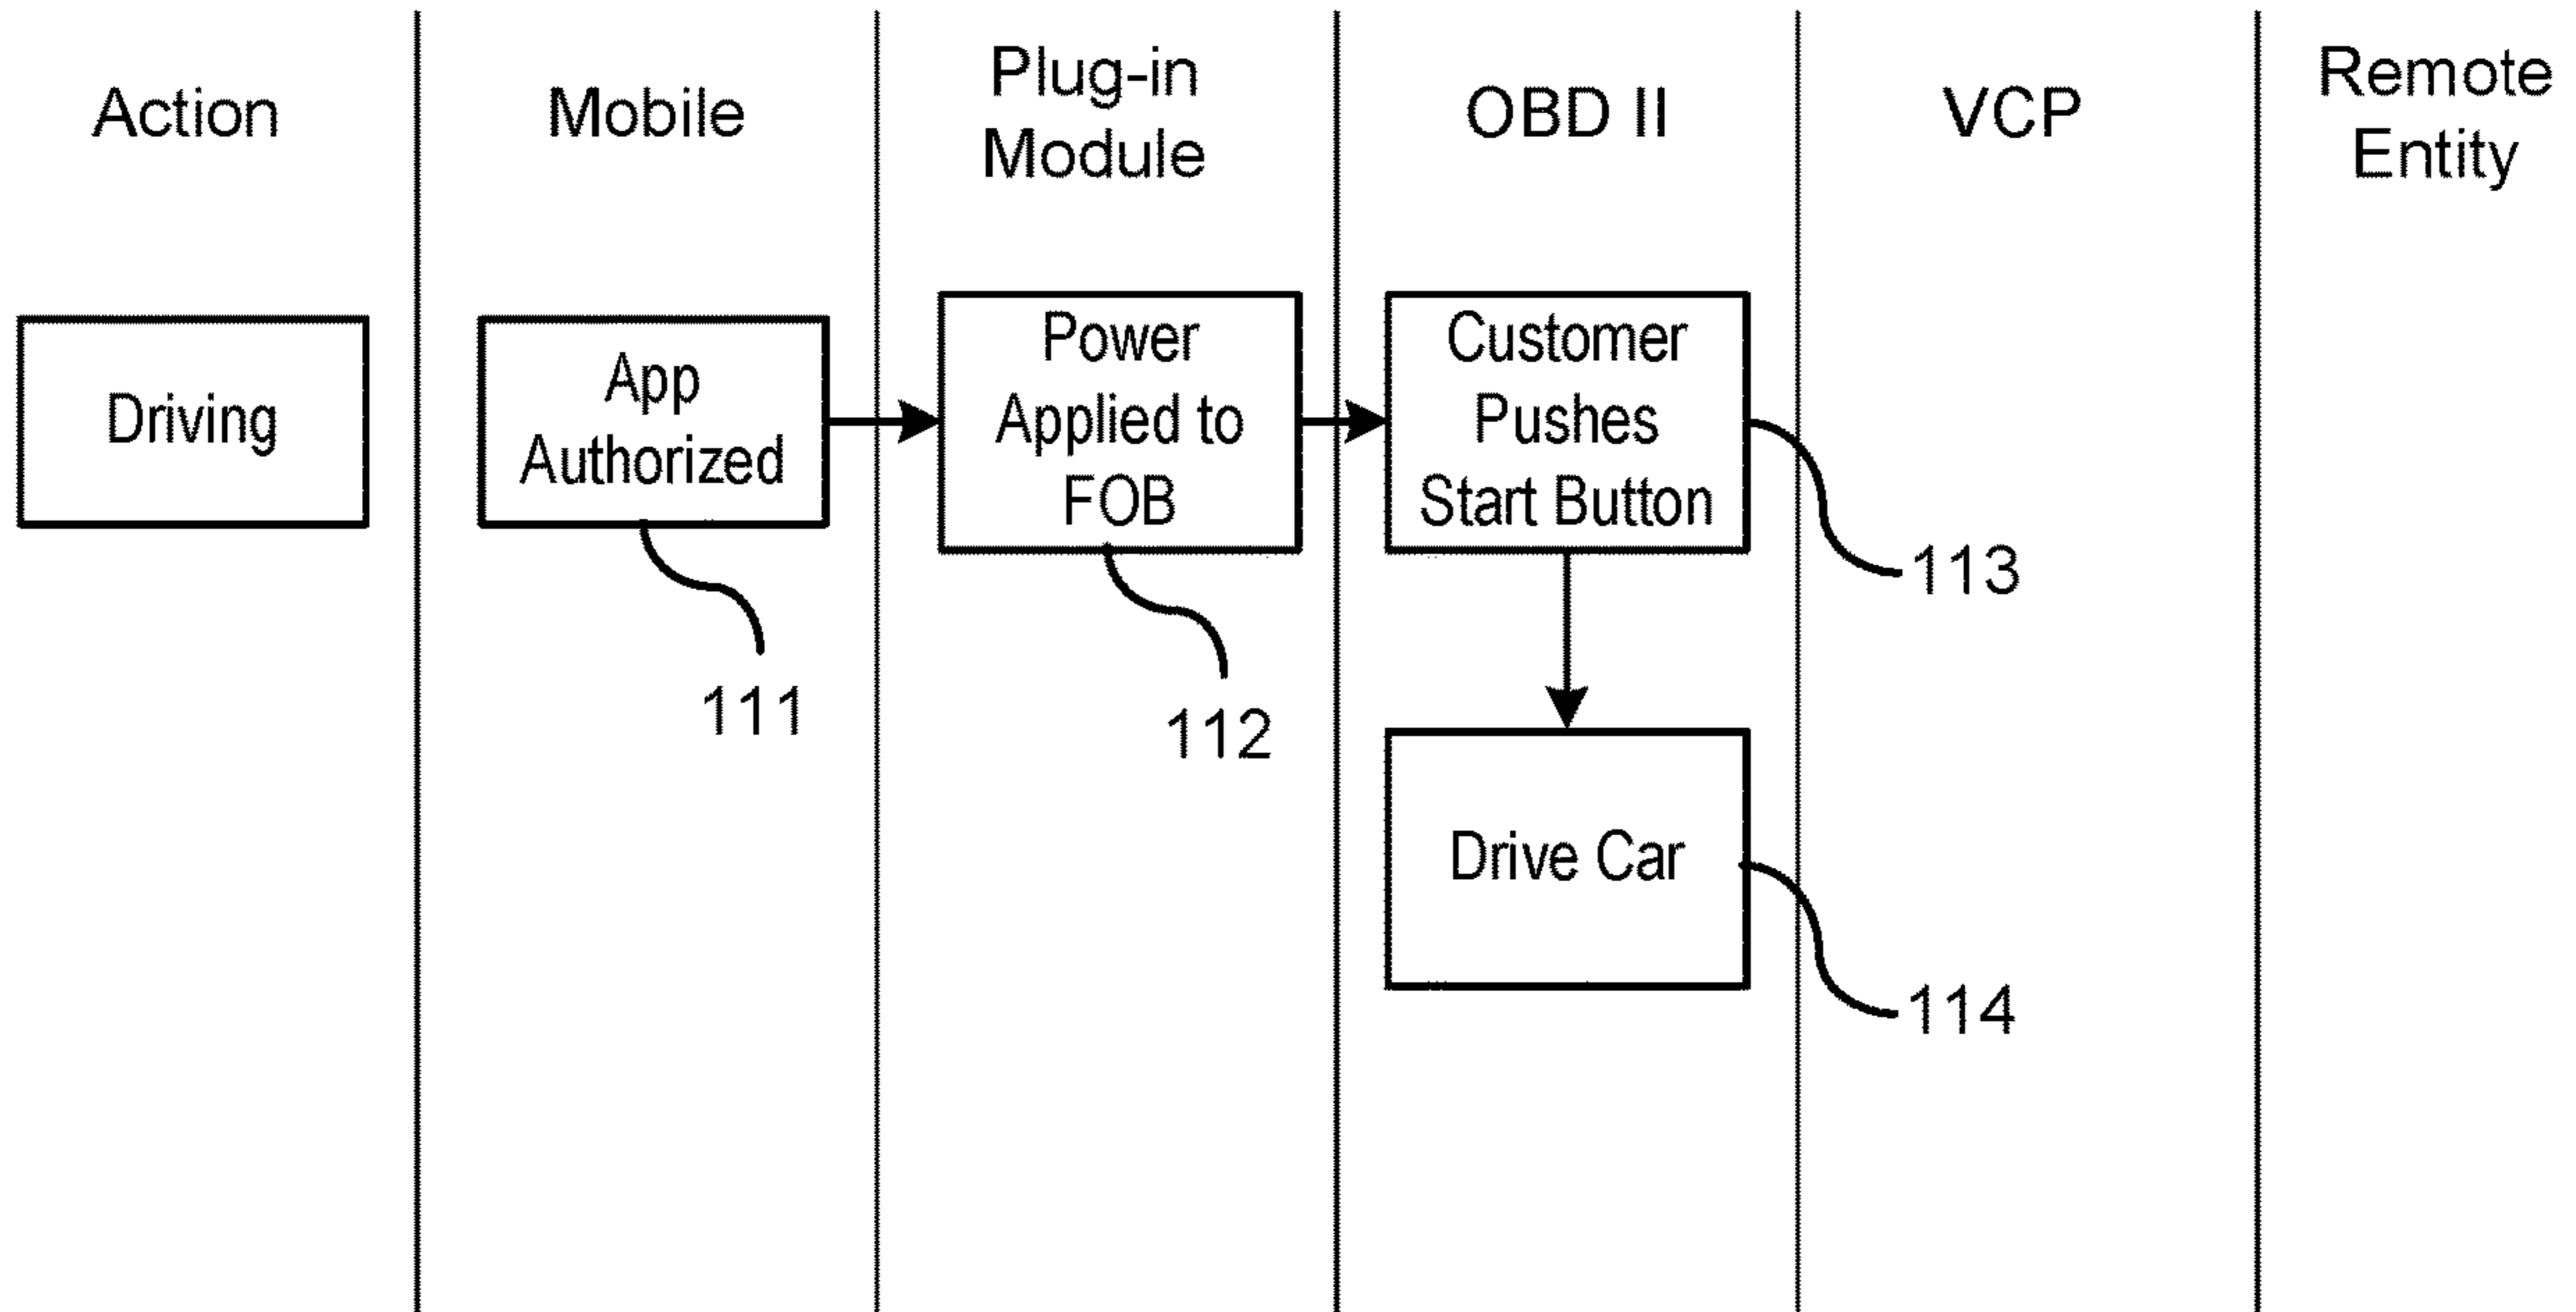 Action
Mobile
Plug-in
Module
OBD II
VCP
Remote
Entity
Driving
App
Authorized
Power
Applied to
FOB
Customer
Pushes
Start Button
111
112
113
Drive Car
114